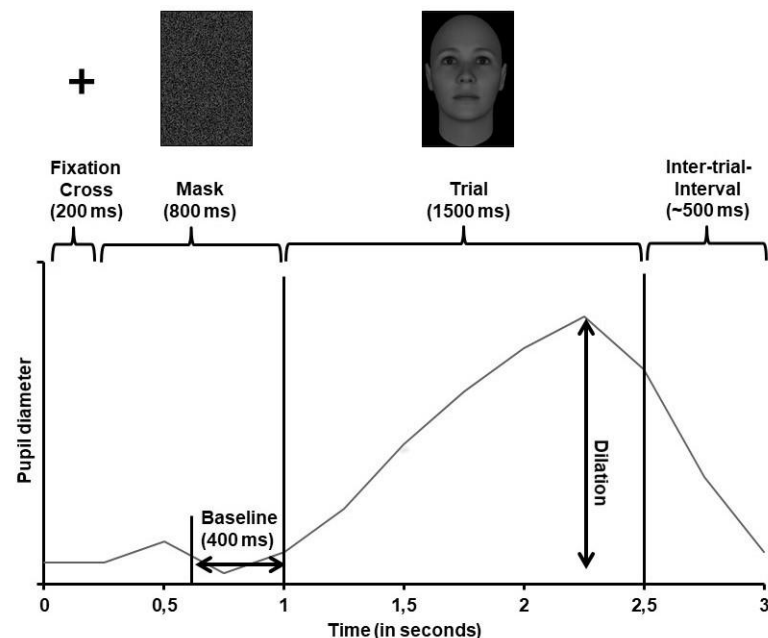 +
Fixation
Cross
(200 ms)
Mask
(800 ms)
Trial
(1500 ms)
Inter-trial-
Interval
(~500 ms)
Pupil diameter
Baseline
(400 ms)
Dilation
0
0,5
1
1,5
2
2,5
3
Time (in seconds)